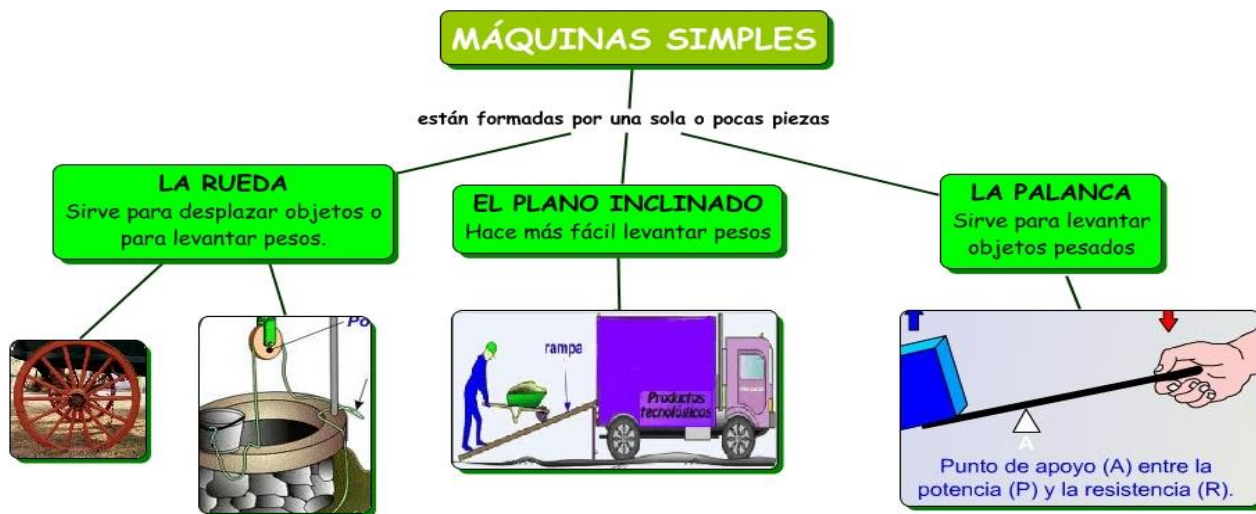 MÁQUINAS SIMPLES
están formadas por una sola o pocas piezas
LA RUEDA
Sirve para desplazar objetos o
para levantar pesos.
EL PLANO INCLINADO
Hace más fácil levantar pesos
LA PALANCA
Sirve para levantar
objetos pesados
Po
rampa
Productos
tecnológicos
A
Punto de apoyo (A) entre la
potencia (P) y la resistencia (R).